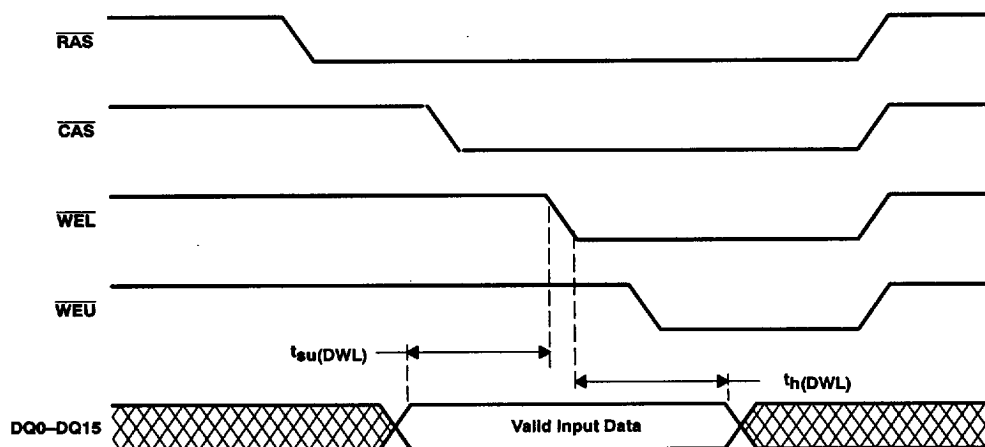 RAS
CAS
WEL
WEU
tsu(DWL)
th(DWL)
DQ0–DQ15 Valid Input Data